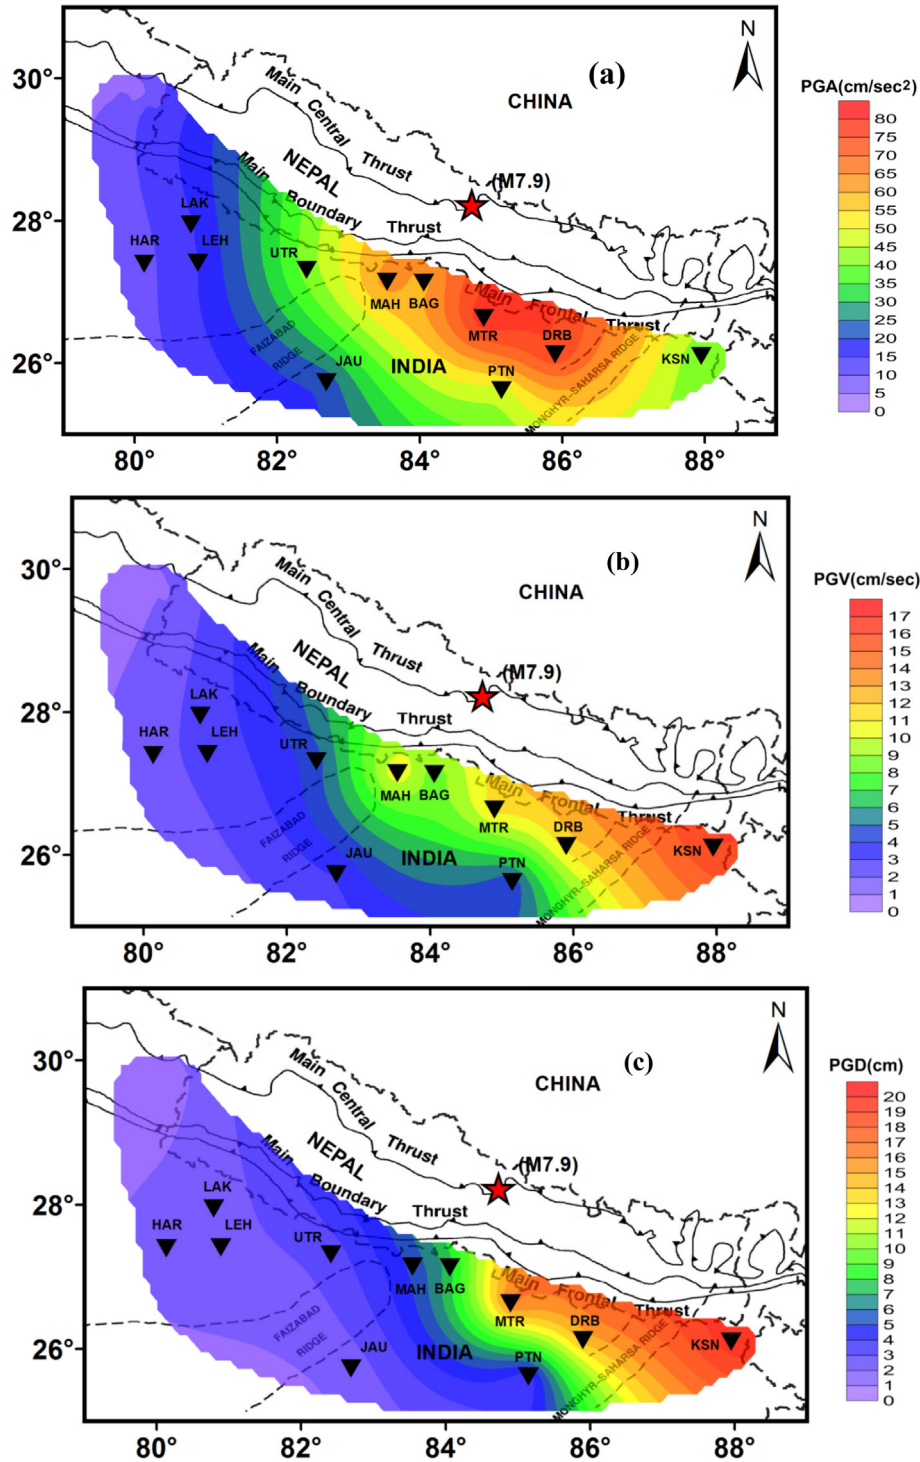 (a)
N
PGA(cm/sec2)
80
75
70
65
60
55
50
45
40
35
30
25
20
15
10
5
0
30°
28°
26°
80°
82°
84°
86°
88°
CHINA
Main Central Thrust
NEPAL
(M7.9)
Main Boundary Thrust
LAK
HAR
LEH
UTR
MAH
BAG
Main Frontal Thrust
MTR
DRB
KSN
FAIZABAD
RIDGE
JAU
INDIA
PTN
MONGHYR-SAHARSA RIDGE
(b)
N
PGV(cm/sec)
17
16
15
14
13
12
11
10
9
8
7
6
5
4
3
2
1
0
30°
28°
26°
80°
82°
84°
86°
88°
CHINA
Main Central Thrust
NEPAL
(M7.9)
Main Boundary Thrust
LAK
HAR
LEH
UTR
MAH
BAG
Main Frontal Thrust
MTR
DRB
KSN
FAIZABAD
RIDGE
JAU
INDIA
PTN
MONGHYR-SAHARSA RIDGE
(c)
N
PGD(cm)
20
19
18
17
16
15
14
13
12
11
10
9
8
7
6
5
4
3
2
1
0
30°
28°
26°
80°
82°
84°
86°
88°
CHINA
Main Central Thrust
NEPAL
(M7.9)
Main Boundary Thrust
LAK
HAR
LEH
UTR
MAH
BAG
Main Frontal Thrust
MTR
DRB
KSN
FAIZABAD
RIDGE
JAU
INDIA
PTN
MONGHYR-SAHARSA RIDGE